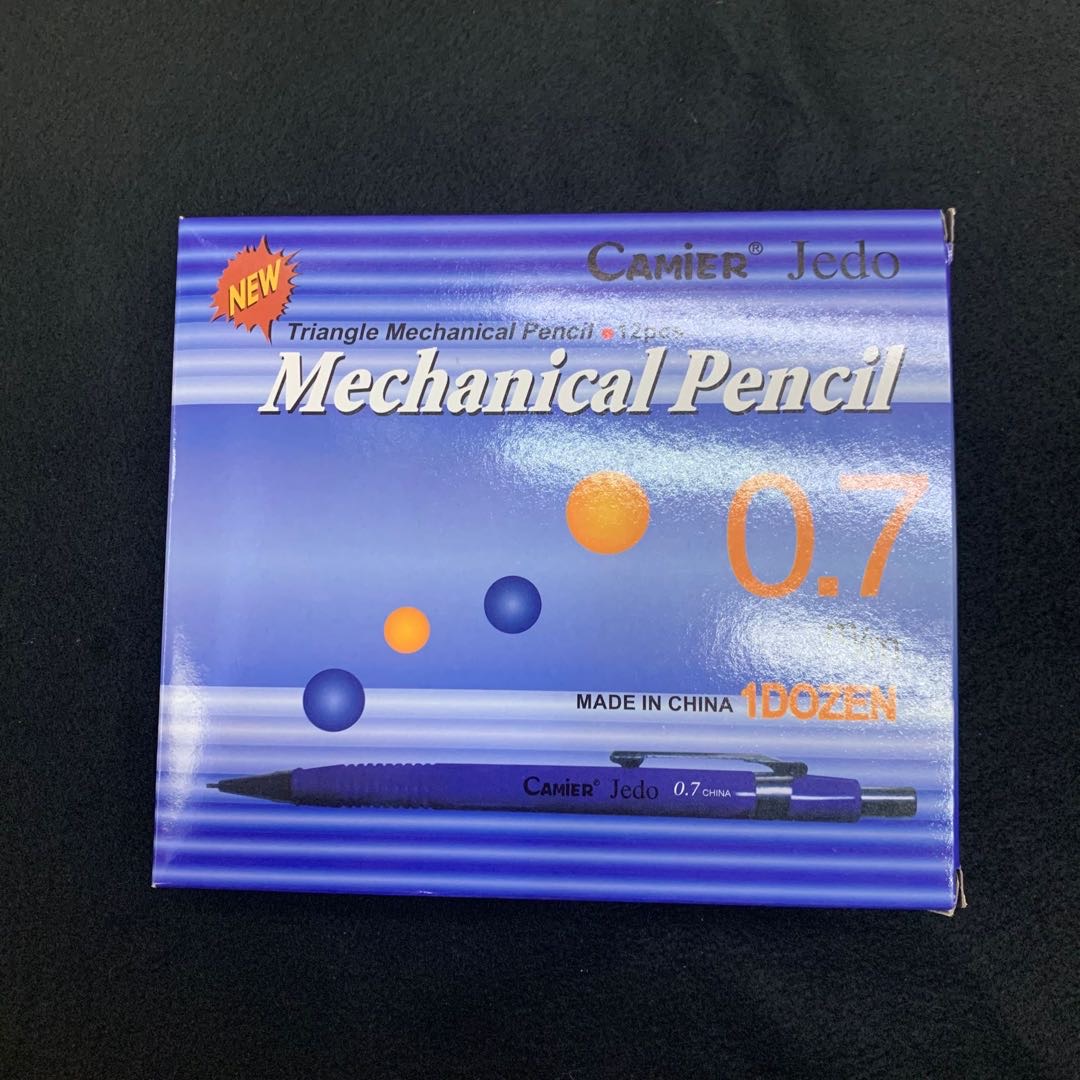 NEW
CAMiER® Jedo
Triangle Mechanical Pencil 12pcs
Mechanical Pencil
0.7
m/m
MADE IN CHINA 1DOZEN
CAMiER® Jedo 0.7 CHINA